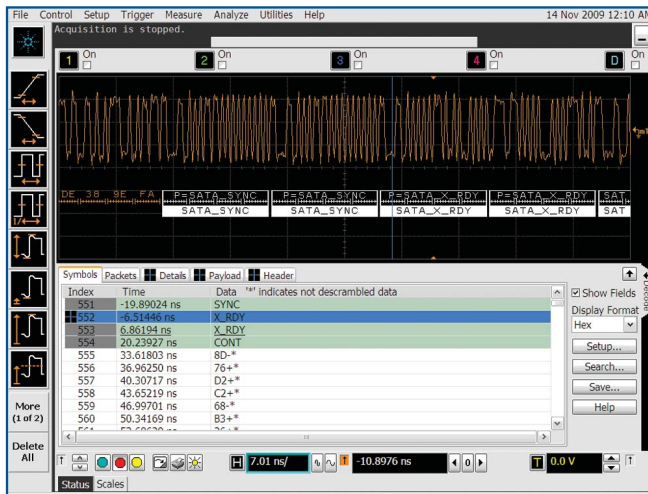 File Control Setup Trigger Measure Analyze Utilities Help 14 Nov 2009 12:10 AM
Acquisition is stopped.
1 On 2 On 3 On 4 On D On
DE 38 9E FA P=SATA_SYNC P=SATA_SYNC P=SATA_X_RDY P=SATA_X_RDY SAT
SATA_SYNC SATA_SYNC SATA_X_RDY SATA_X_RDY SAT
Symbols Packets Details Payload Header
Decode
Index Time Data '*' indicates not descrambled data
551 -19.89024 ns SYNC
552 -6.51446 ns X_RDY
553 6.86194 ns X_RDY
554 20.23927 ns CONT
555 33.61803 ns 8D-*
556 36.96250 ns 76+*
557 40.30717 ns D2+*
558 43.65219 ns C2+*
559 46.99701 ns 68-*
560 50.34169 ns B3+*
Show Fields
Display Format
Hex
Setup...
Search...
Save...
Help
More
(1 of 2)
Delete
All
H 7.01 ns/ -10.8976 ns 0 T 0.0 V
Status Scales